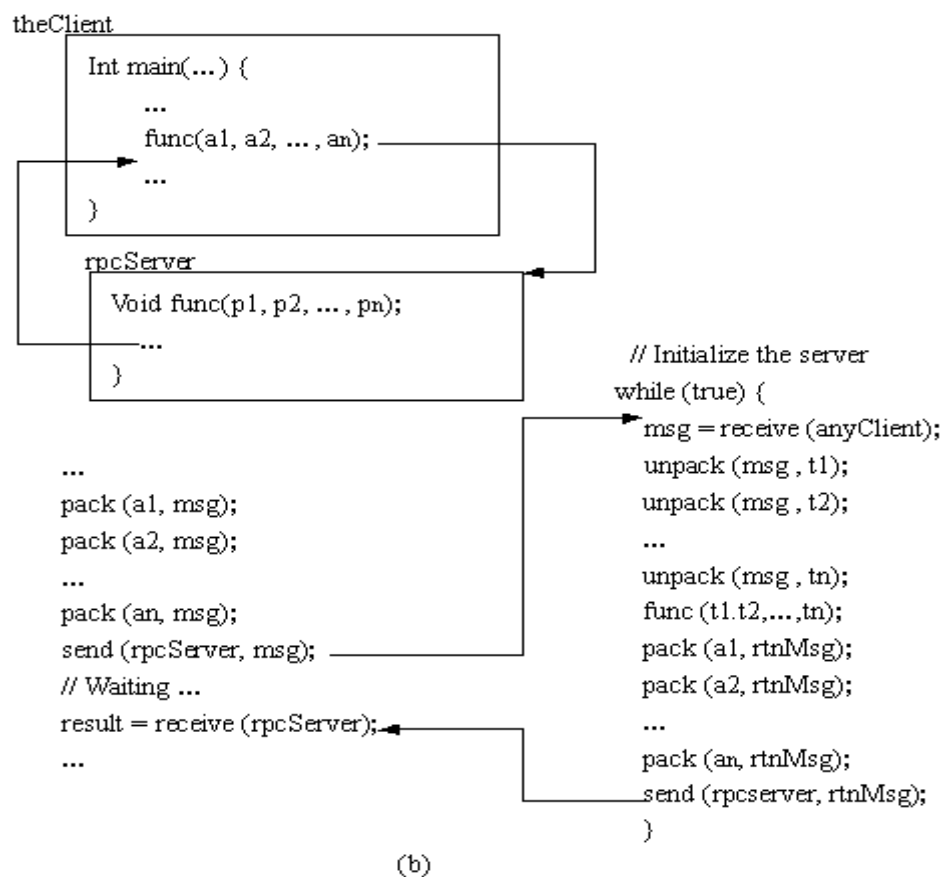 theClient
Int main(…) {
…
func(a1, a2, … , an);
…
}
rpcServer
Void func(p1, p2, … , pn);
…
}
…
pack (a1, msg);
pack (a2, msg);
…
pack (an, msg);
send (rpcServer, msg);
// Waiting …
result = receive (rpcServer);
…
// Initialize the server
while (true) {
msg = receive (anyClient);
unpack (msg , t1);
unpack (msg , t2);
…
unpack (msg , tn);
func (t1.t2,…,tn);
pack (a1, rtnMsg);
pack (a2, rtnMsg);
…
pack (an, rtnMsg);
send (rpcserver, rtnMsg);
}
(b)